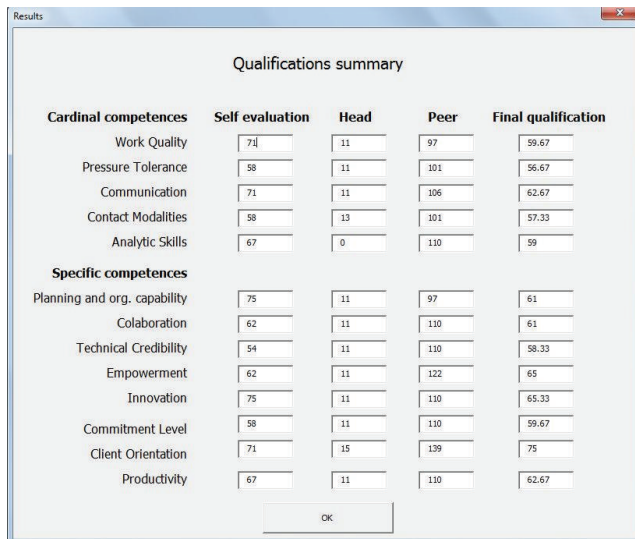 Results
Qualifications summary
Cardinal competences Self evaluation Head Peer Final qualification
Work Quality 71 11 97 59.67
Pressure Tolerance 58 11 101 56.67
Communication 71 11 106 62.67
Contact Modalities 58 13 101 57.33
Analytic Skills 67 0 110 59
Specific competences
Planning and org. capability 75 11 97 61
Colaboration 62 11 110 61
Technical Credibility 54 11 110 58.33
Empowerment 62 11 122 65
Innovation 75 11 110 65.33
Commitment Level 58 11 110 59.67
Client Orientation 71 15 139 75
Productivity 67 11 110 62.67
OK